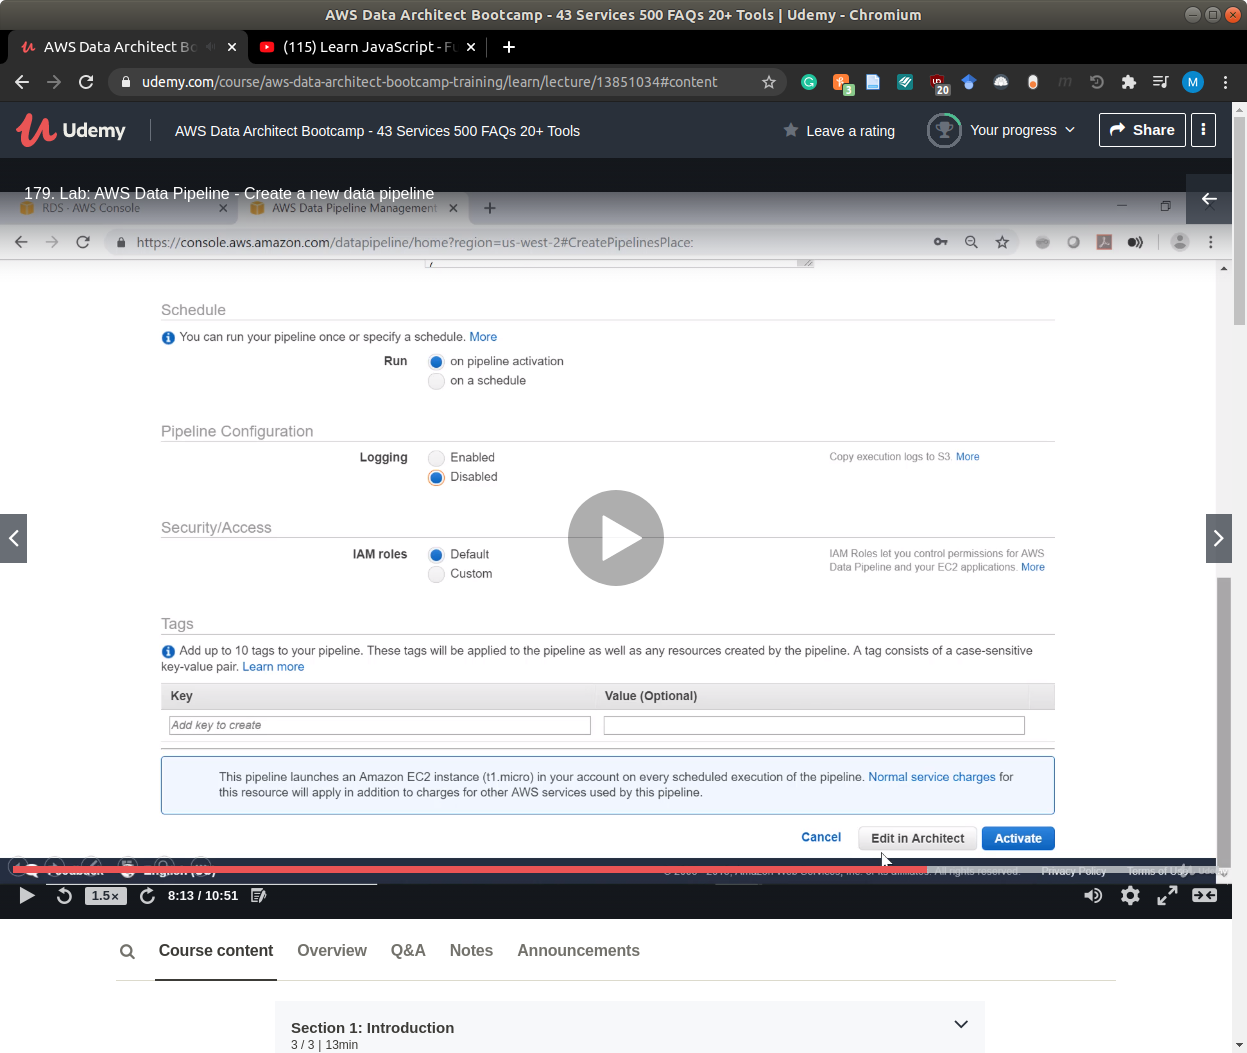 AWS Data Architect Bootcamp - 43 Services 500 FAQs 20+ Tools | Udemy - Chromium
AWS Data Architect Bo
(115) Learn JavaScript - Fu
udemy.com/course/aws-data-architect-bootcamp-training/learn/lecture/13851034#content
3
20
M
Udemy
AWS Data Architect Bootcamp - 43 Services 500 FAQs 20+ Tools
Leave a rating
Your progress
Share
179. Lab: AWS Data Pipeline - Create a new data pipeline
RDS - AWS Console
AWS Data Pipeline Management
https://console.aws.amazon.com/datapipeline/home?region=us-west-2#CreatePipelinesPlace:
Schedule
You can run your pipeline once or specify a schedule. More
Run
on pipeline activation
on a schedule
Pipeline Configuration
Logging
Enabled
Copy execution logs to S3. More
Disabled
Security/Access
IAM roles
Default
IAM Roles let you control permissions for AWS
Data Pipeline and your EC2 applications. More
Custom
Tags
Add up to 10 tags to your pipeline. These tags will be applied to the pipeline as well as any resources created by the pipeline. A tag consists of a case-sensitive
key-value pair. Learn more
Key
Value (Optional)
Add key to create
This pipeline launches an Amazon EC2 instance (t1.micro) in your account on every scheduled execution of the pipeline. Normal service charges for
this resource will apply in addition to charges for other AWS services used by this pipeline.
Cancel
Edit in Architect
Activate
Privacy Policy
1.5×
8:13 / 10:51
Course content
Overview
Q&A
Notes
Announcements
Section 1: Introduction
3 / 3 | 13min